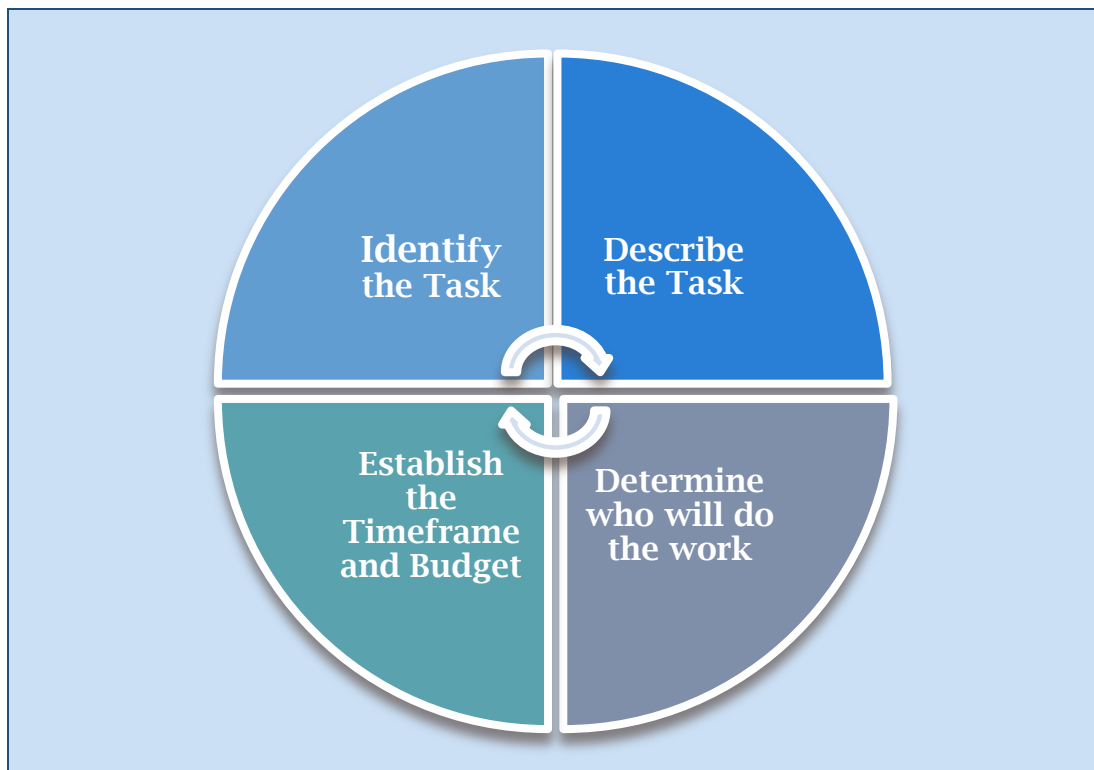 Identify
the Task
Describe
the Task
Determine
who will do
the work
Establish
the
Timeframe
and Budget